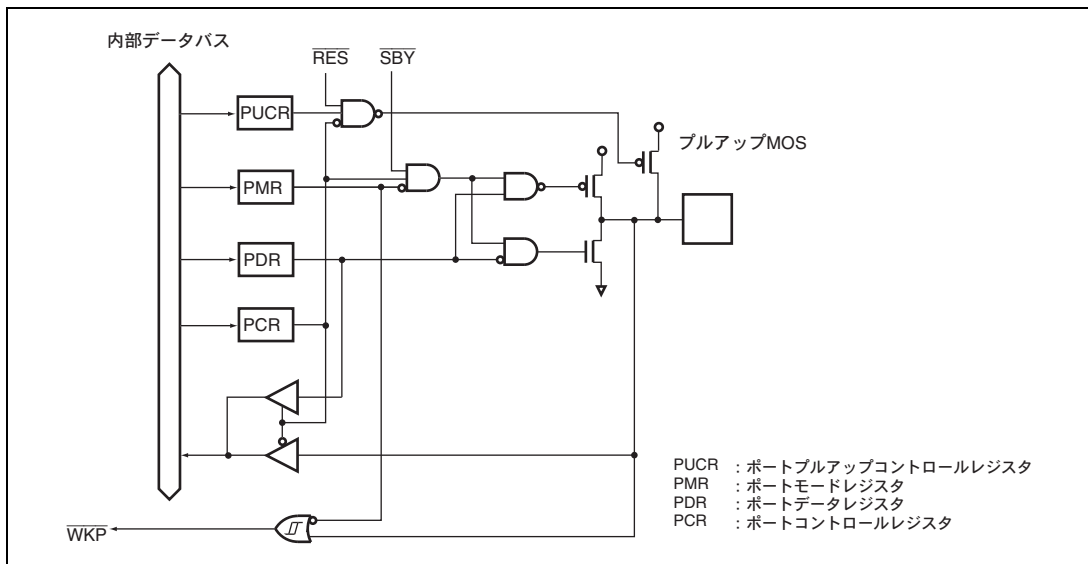 内部データバス
R̅E̅S̅
S̅B̅Y̅
PUCR
プルアップMOS
PMR
PDR
PCR
PUCR :ポートプルアップコントロールレジスタ
PMR :ポートモードレジスタ
PDR :ポートデータレジスタ
PCR :ポートコントロールレジスタ
W̅K̅P̅